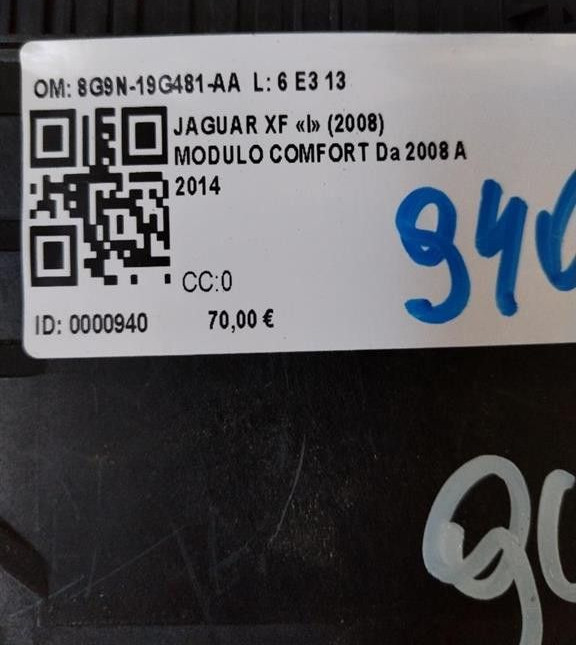 OM: 8G9N-19G481-AA L: 6 E3 13
JAGUAR XF «I» (2008)
MODULO COMFORT Da 2008 A
2014
CC:0
ID: 0000940 70,00 €
940